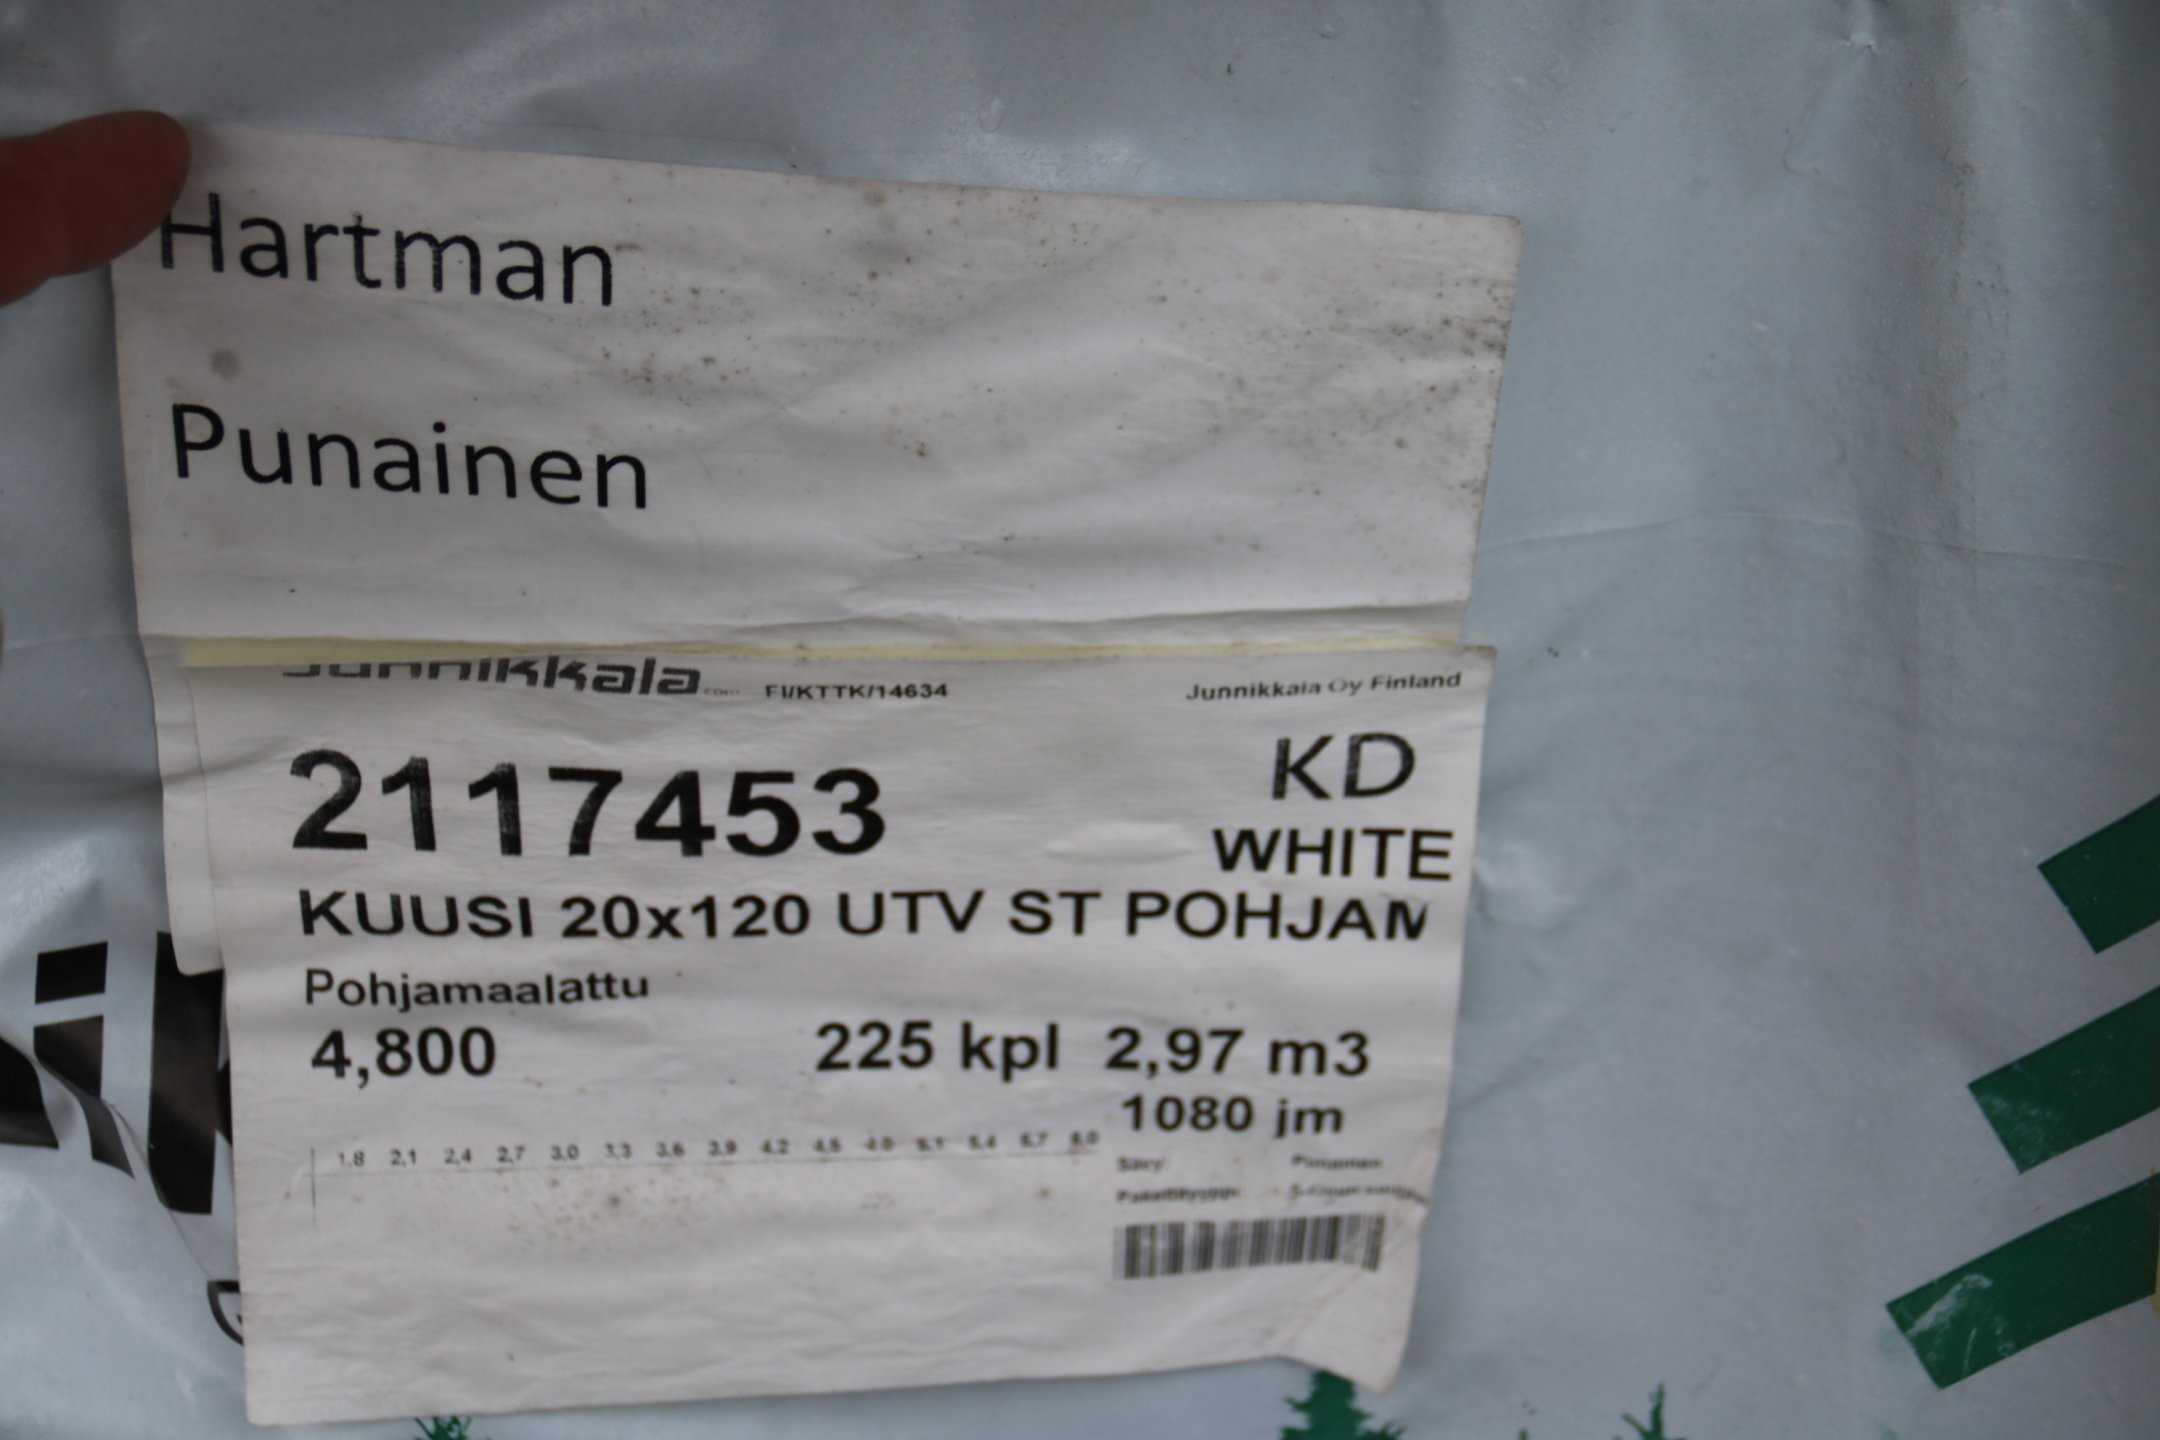 Hartman
Punainen
Junnikkala.com FI/KTTK/14634 Junnikkala Oy Finland
2117453 KD
WHITE
KUUSI 20x120 UTV ST POHJAM
Pohjamaalattu
4,800 225 kpl 2,97 m3
1080 jm
1,8 2,1 2,4 2,7 3,0 3,3 3,6 3,9 4,2 4,5 4,8 5,1 5,4 5,7 6,0
Sävy: Punainen
Pakettityyppi: